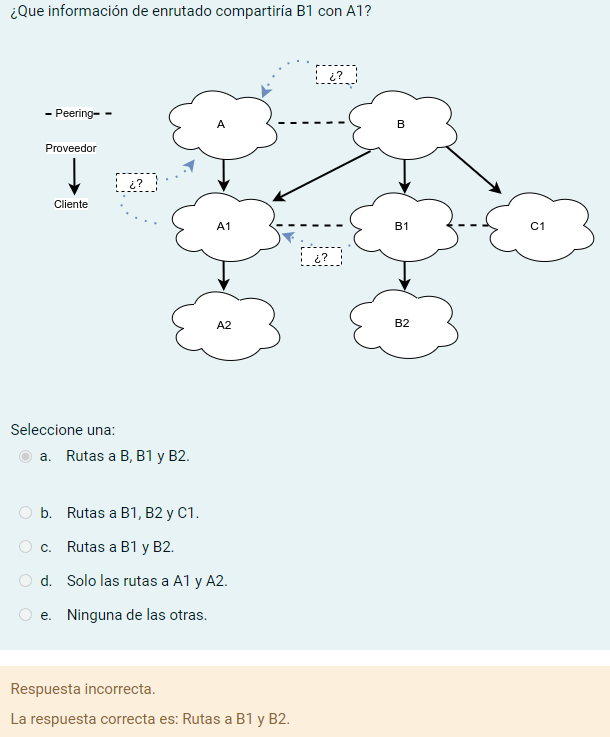 ¿Que información de enrutado compartiría B1 con A1?
¿?
Peering
A
B
Proveedor
¿?
Cliente
A1
B1
C1
¿?
A2
B2
Seleccione una:
a. Rutas a B, B1 y B2.
b. Rutas a B1, B2 y C1.
c. Rutas a B1 y B2.
d. Solo las rutas a A1 y A2.
e. Ninguna de las otras.
Respuesta incorrecta.
La respuesta correcta es: Rutas a B1 y B2.